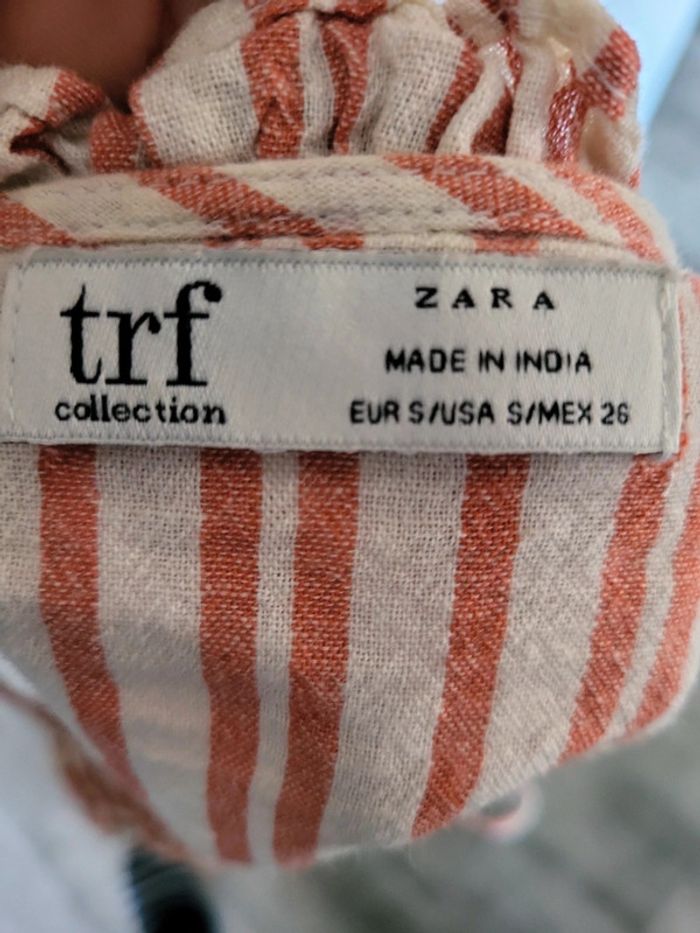 trf
collection
ZARA
MADE IN INDIA
EUR S/USA S/MEX 26